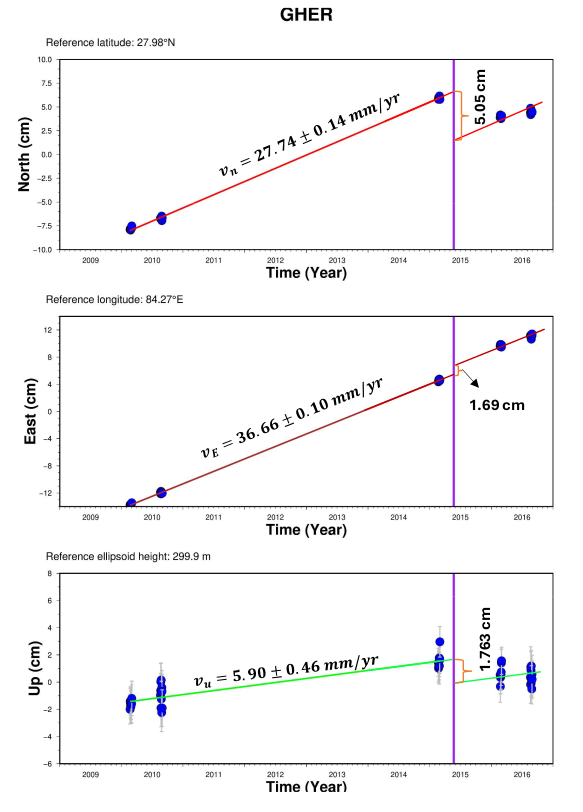 GHER
Reference latitude: 27.98°N
10.0
7.5
5.0
2.5
0.0
−2.5
−5.0
−7.5
−10.0
North (cm)
vₙ = 27.74 ± 0.14 mm/yr
5.05 cm
2009 2010 2011 2012 2013 2014 2015 2016
Time (Year)
Reference longitude: 84.27°E
12
8
4
0
−4
−8
−12
East (cm)
v_E = 36.66 ± 0.10 mm/yr
1.69 cm
2009 2010 2011 2012 2013 2014 2015 2016
Time (Year)
Reference ellipsoid height: 299.9 m
8
6
4
2
0
−2
−4
−6
Up (cm)
vᵤ = 5.90 ± 0.46 mm/yr
1.763 cm
2009 2010 2011 2012 2013 2014 2015 2016
Time (Year)